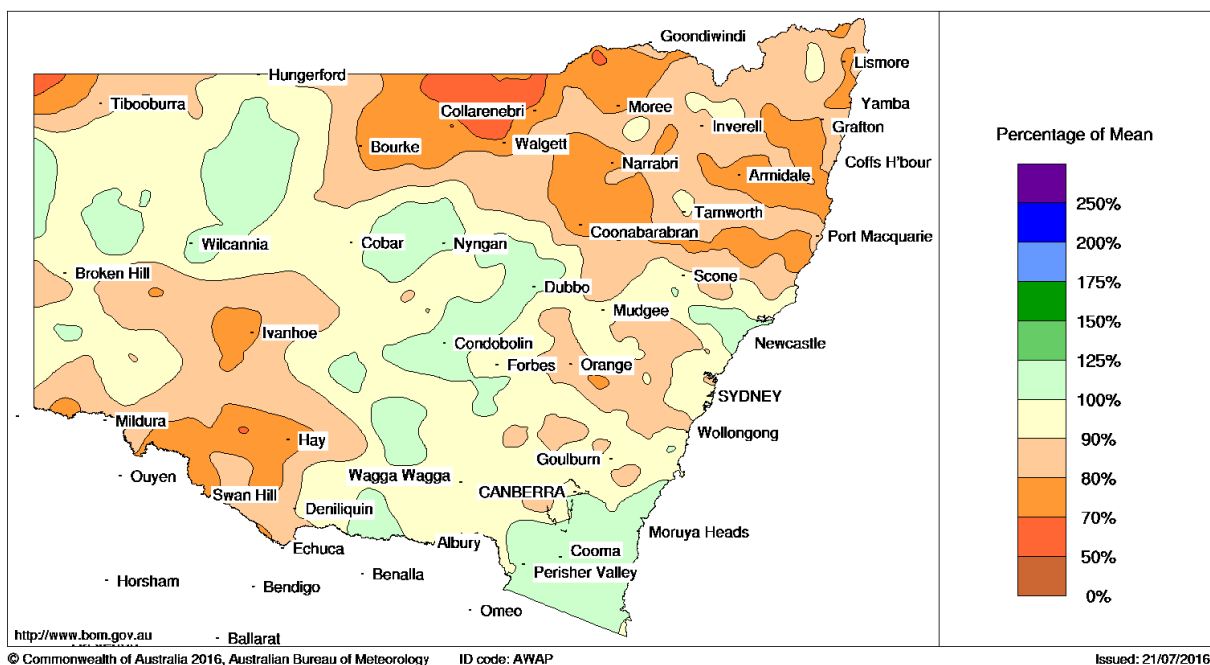 Goondiwindi
Lismore
Hungerford
Tibooburra
Collarenebri
Moree
Yamba
Inverell
Grafton
Bourke
Walgett
Narrabri
Coffs H'bour
Armidale
Tamworth
Wilcannia
Cobar
Nyngan
Coonabarabran
Port Macquarie
Broken Hill
Scone
Dubbo
Mudgee
Ivanhoe
Condobolin
Newcastle
Forbes
Orange
SYDNEY
Mildura
Hay
Wollongong
Goulburn
Ouyen
Wagga Wagga
Swan Hill
CANBERRA
Deniliquin
Moruya Heads
Echuca
Albury
Cooma
Horsham
Bendigo
Benalla
Perisher Valley
Omeo
http://www.bom.gov.au
Ballarat
Percentage of Mean
250%
200%
175%
150%
125%
100%
90%
80%
70%
50%
0%
© Commonwealth of Australia 2016, Australian Bureau of Meteorology ID code: AWAP Issued: 21/07/2016